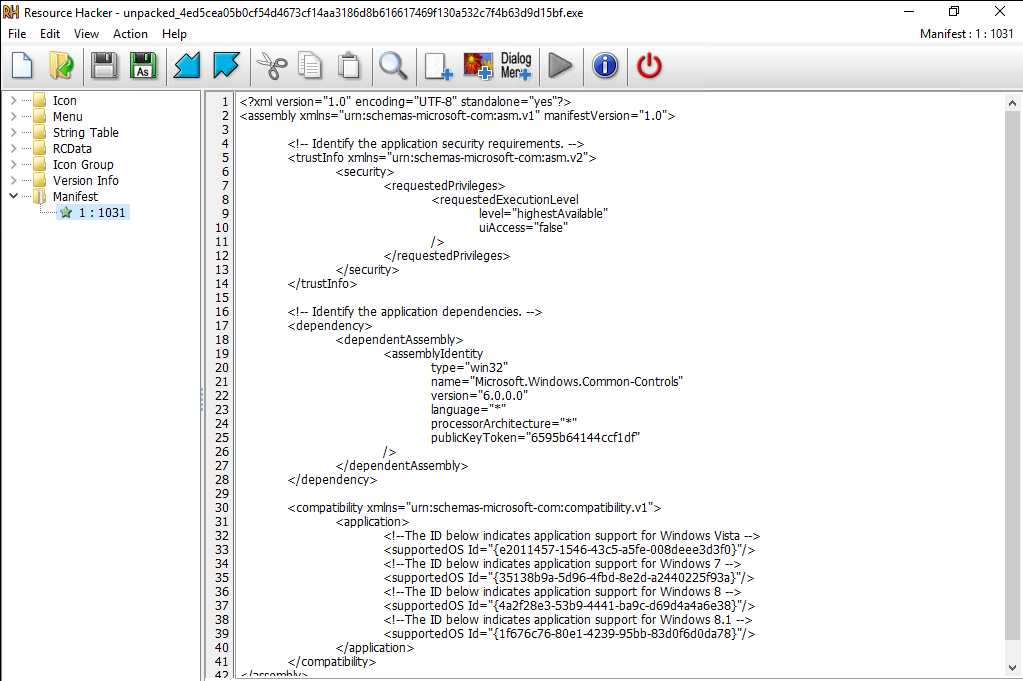 Resource Hacker - unpacked_4ed5cea05b0cf54d4673cf14aa3186d8b616617469f130a532c7f4b63d9d15bf.exe
File Edit View Action Help
Manifest : 1 : 1031
As
Dialog
Menu
Icon
Menu
String Table
RCData
Icon Group
Version Info
Manifest
1 : 1031
1 <?xml version="1.0" encoding="UTF-8" standalone="yes"?>
2 <assembly xmlns="urn:schemas-microsoft-com:asm.v1" manifestVersion="1.0">
3
4 <!-- Identify the application security requirements. -->
5 <trustInfo xmlns="urn:schemas-microsoft-com:asm.v2">
6 <security>
7 <requestedPrivileges>
8 <requestedExecutionLevel
9 level="highestAvailable"
10 uiAccess="false"
11 />
12 </requestedPrivileges>
13 </security>
14 </trustInfo>
15
16 <!-- Identify the application dependencies. -->
17 <dependency>
18 <dependentAssembly>
19 <assemblyIdentity
20 type="win32"
21 name="Microsoft.Windows.Common-Controls"
22 version="6.0.0.0"
23 language="*"
24 processorArchitecture="*"
25 publicKeyToken="6595b64144ccf1df"
26 />
27 </dependentAssembly>
28 </dependency>
29
30 <compatibility xmlns="urn:schemas-microsoft-com:compatibility.v1">
31 <application>
32 <!--The ID below indicates application support for Windows Vista -->
33 <supportedOS Id="{e2011457-1546-43c5-a5fe-008deee3d3f0}"/>
34 <!--The ID below indicates application support for Windows 7 -->
35 <supportedOS Id="{35138b9a-5d96-4fbd-8e2d-a2440225f93a}"/>
36 <!--The ID below indicates application support for Windows 8 -->
37 <supportedOS Id="{4a2f28e3-53b9-4441-ba9c-d69d4a4a6e38}"/>
38 <!--The ID below indicates application support for Windows 8.1 -->
39 <supportedOS Id="{1f676c76-80e1-4239-95bb-83d0f6d0da78}"/>
40 </application>
41 </compatibility>
42 </assembly>